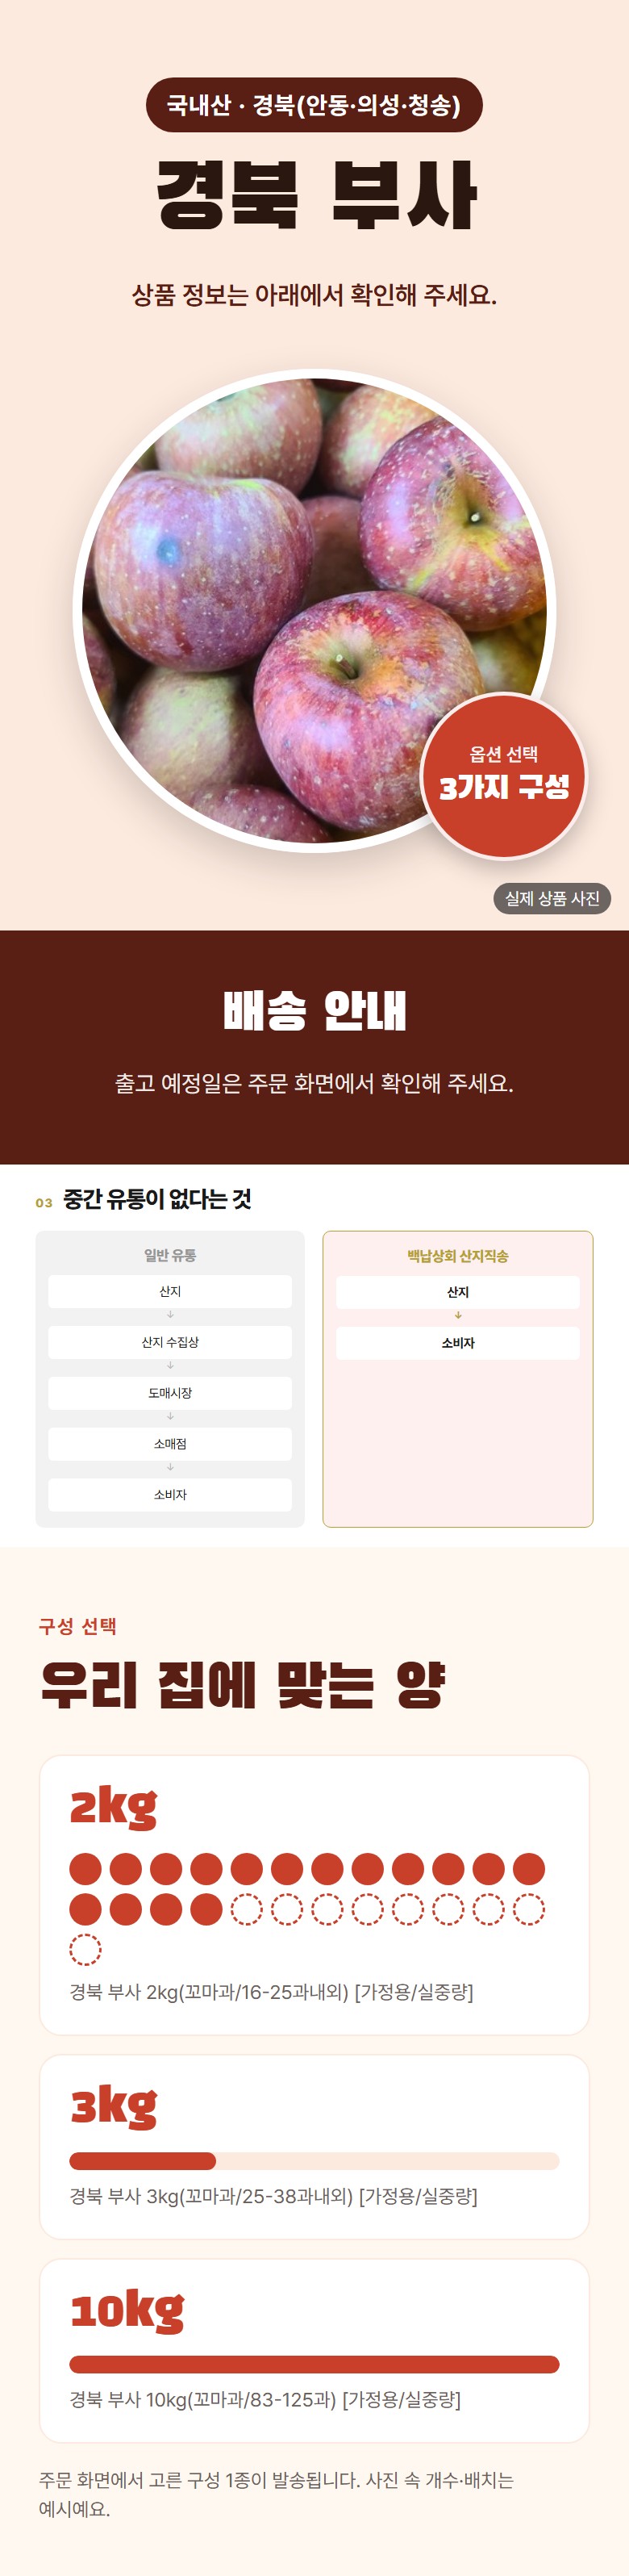 국내산 · 경북(안동·의성·청송)
경북 부사
상품 정보는 아래에서 확인해 주세요.
옵션 선택
3가지 구성
실제 상품 사진
배송 안내
출고 예정일은 주문 화면에서 확인해 주세요.
03 중간 유통이 없다는 것
일반 유통
산지
↓
산지 수집상
↓
도매시장
↓
소매점
↓
소비자
백납상회 산지직송
산지
↓
소비자
구성 선택
우리 집에 맞는 양
2kg
경북 부사 2kg(꼬마과/16-25과내외) [가정용/실중량]
3kg
경북 부사 3kg(꼬마과/25-38과내외) [가정용/실중량]
10kg
경북 부사 10kg(꼬마과/83-125과) [가정용/실중량]
주문 화면에서 고른 구성 1종이 발송됩니다. 사진 속 개수·배치는
예시예요.